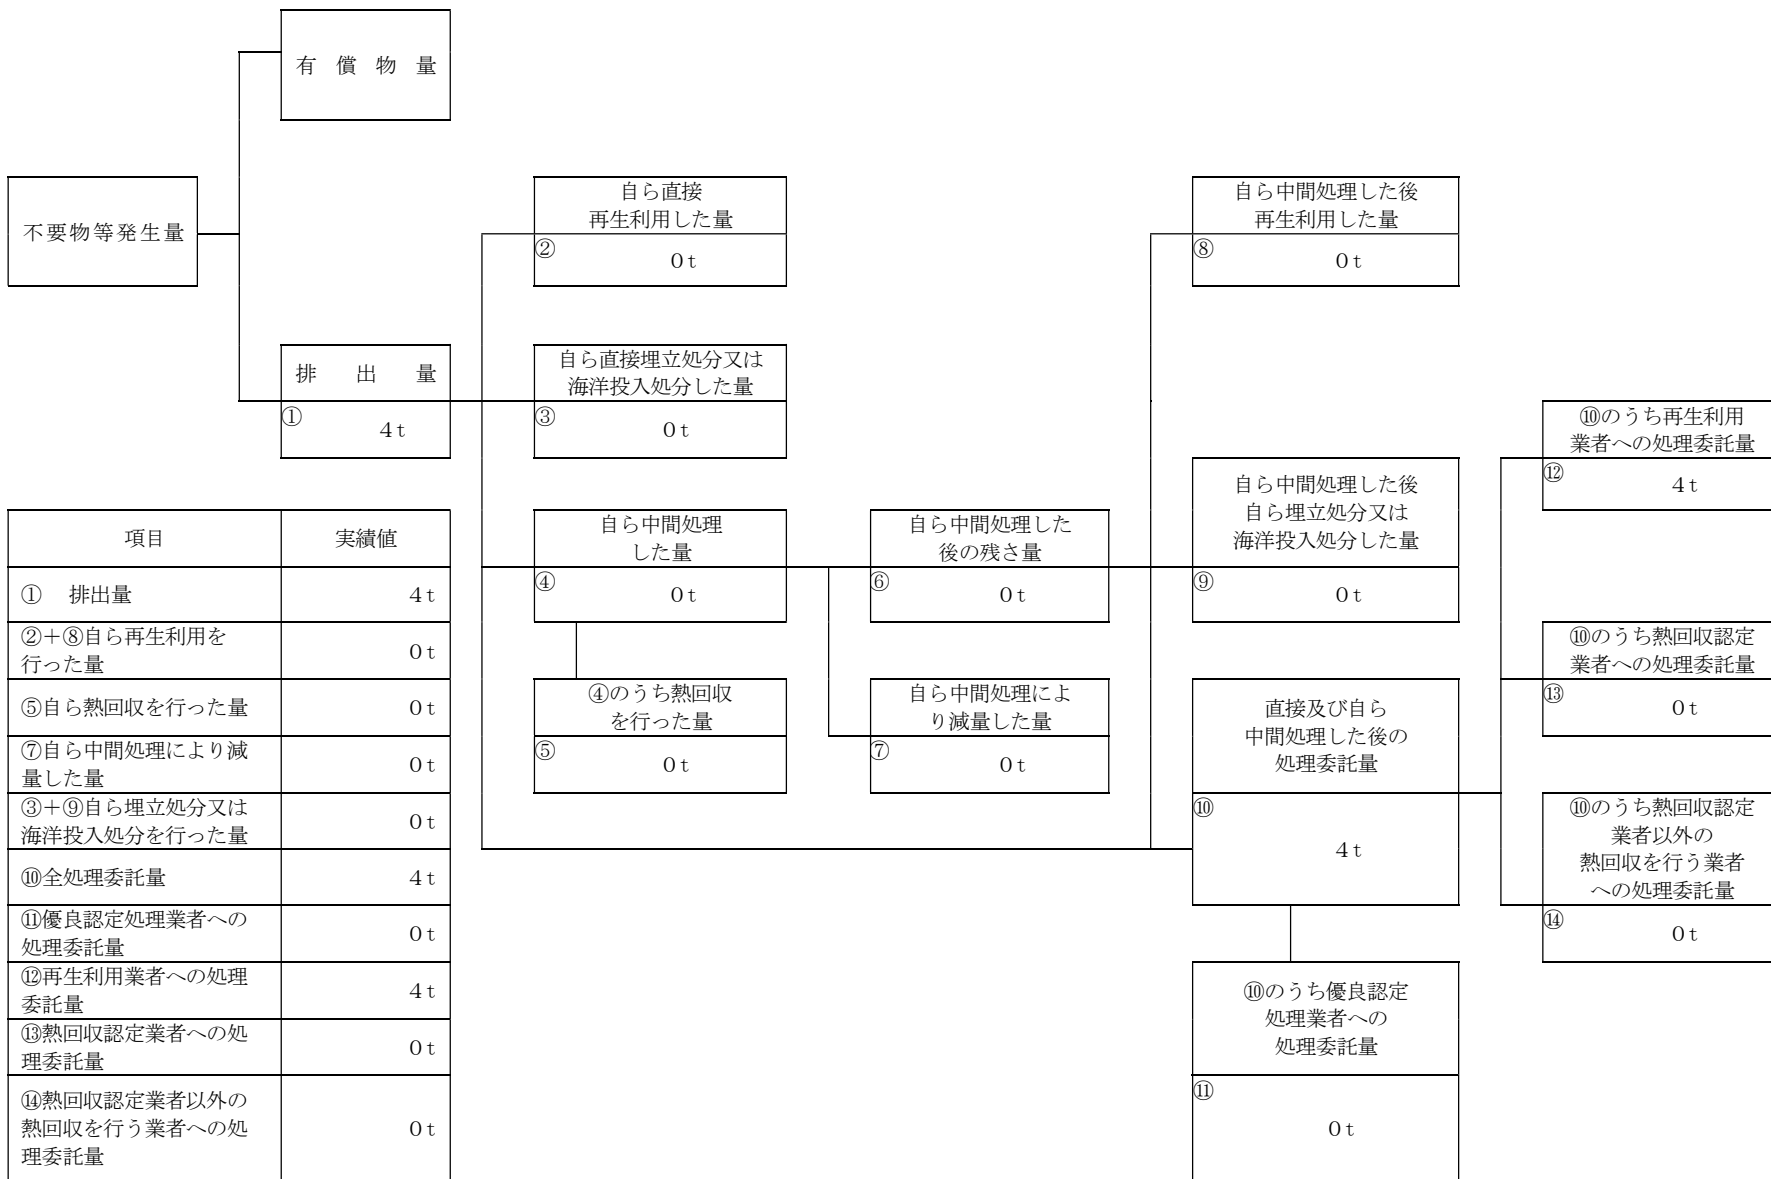 有償物量
不要物等発生量
自ら直接
再生利用した量
②
0t
自ら中間処理した後
再生利用した量
⑧
0t
排出量
①
4t
自ら直接埋立処分又は
海洋投入処分した量
③
0t
⑩のうち再生利用
業者への処理委託量
⑫
4t
自ら中間処理
した量
④
0t
自ら中間処理した
後の残さ量
⑥
0t
自ら中間処理した後
自ら埋立処分又は
海洋投入処分した量
⑨
0t
⑩のうち熱回収認定
業者への処理委託量
⑬
0t
④のうち熱回収
を行った量
⑤
0t
自ら中間処理によ
り減量した量
⑦
0t
直接及び自ら
中間処理した後の
処理委託量
⑩
4t
⑩のうち熱回収認定
業者以外の
熱回収を行う業者
への処理委託量
⑭
0t
⑩のうち優良認定
処理業者への
処理委託量
⑪
0t
項目 実績値
① 排出量 4t
②+⑧自ら再生利用を
行った量
0t
⑤自ら熱回収を行った量 0t
⑦自ら中間処理により減
量した量
0t
③+⑨自ら埋立処分又は
海洋投入処分を行った量
0t
⑩全処理委託量 4t
⑪優良認定処理業者への
処理委託量
0t
⑫再生利用業者への処理
委託量
4t
⑬熱回収認定業者への処
理委託量
0t
⑭熱回収認定業者以外の
熱回収を行う業者への処
理委託量
0t